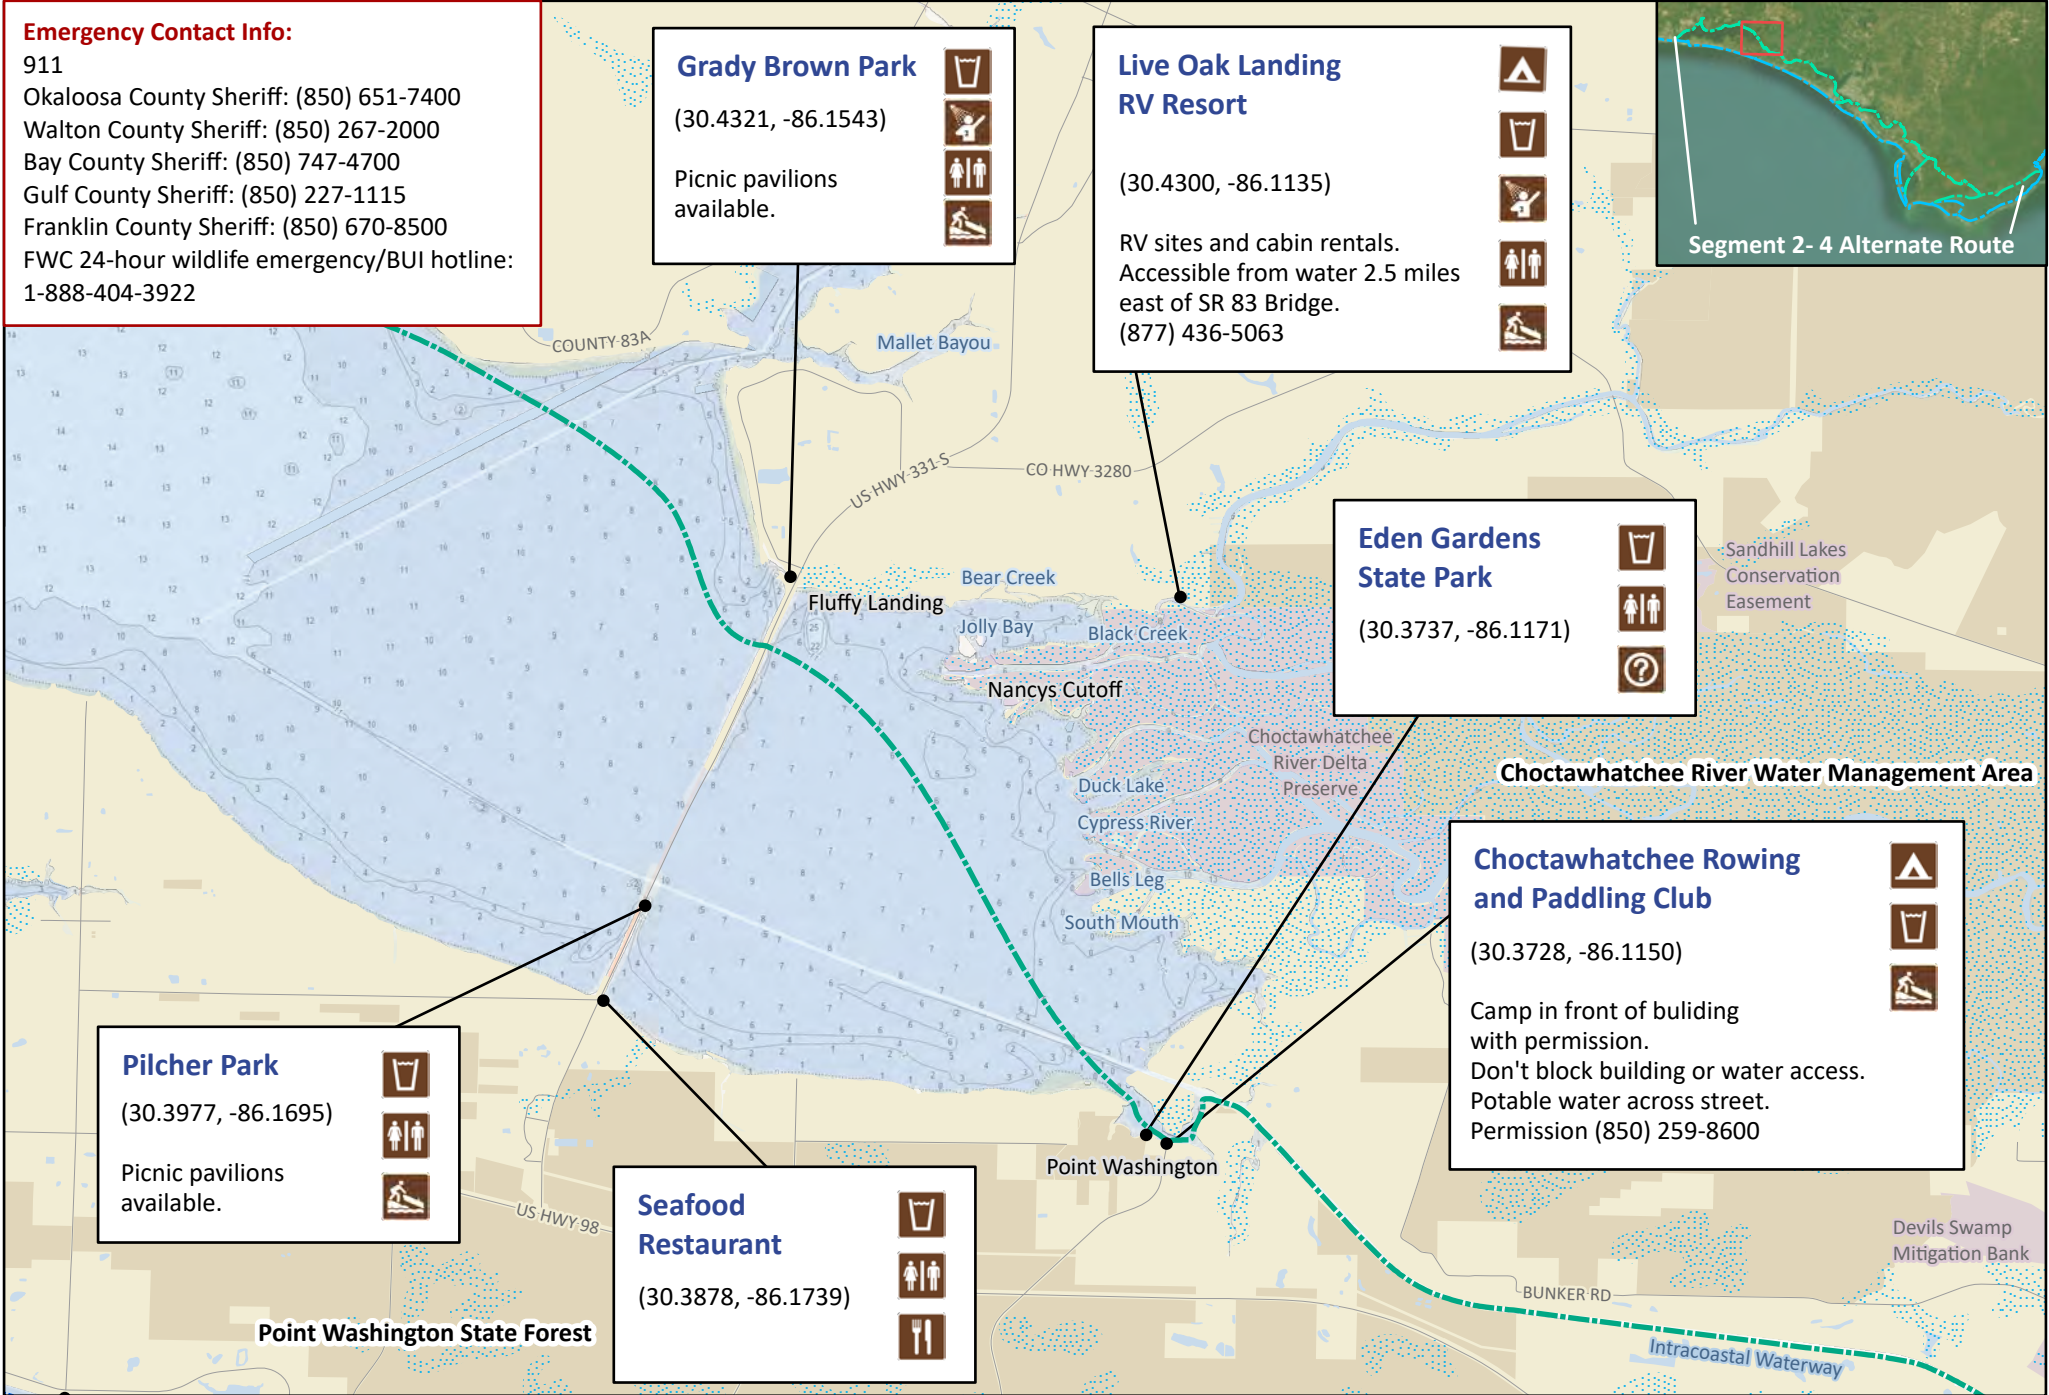 Emergency Contact Info:
911
Okaloosa County Sheriff: (850) 651-7400
Walton County Sheriff: (850) 267-2000
Bay County Sheriff: (850) 747-4700
Gulf County Sheriff: (850) 227-1115
Franklin County Sheriff: (850) 670-8500
FWC 24-hour wildlife emergency/BUI hotline:
1-888-404-3922
Grady Brown Park
(30.4321, -86.1543)
Picnic pavilions
available.
Live Oak Landing
RV Resort
(30.4300, -86.1135)
RV sites and cabin rentals.
Accessible from water 2.5 miles
east of SR 83 Bridge.
(877) 436-5063
Segment 2- 4 Alternate Route
COUNTY 83A
Mallet Bayou
US HWY 331 S
CO HWY 3280
Eden Gardens
State Park
(30.3737, -86.1171)
Sandhill Lakes
Conservation
Easement
Bear Creek
Fluffy Landing
Jolly Bay
Black Creek
Nancys Cutoff
Choctawhatchee
River Delta
Preserve
Choctawhatchee River Water Management Area
Duck Lake
Cypress River
Bells Leg
South Mouth
Choctawhatchee Rowing
and Paddling Club
(30.3728, -86.1150)
Camp in front of buliding
with permission.
Don't block building or water access.
Potable water across street.
Permission (850) 259-8600
Pilcher Park
(30.3977, -86.1695)
Picnic pavilions
available.
Point Washington
Seafood
Restaurant
(30.3878, -86.1739)
US HWY 98
Devils Swamp
Mitigation Bank
BUNKER RD
Point Washington State Forest
Intracoastal Waterway